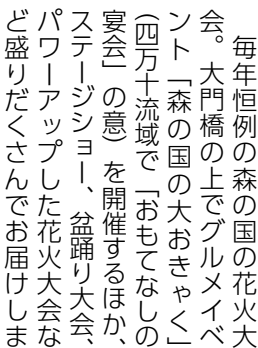 毎年恒例の森の国の花火大
会。大門橋の上でグルメイベ
ント「森の国の大おきゃく」
（四万十流域で「おもてなしの
宴会」の意）を開催するほか、
ステージショー、盆踊り大会、
パワーアップした花火大会な
ど盛りだくさんでお届けしま